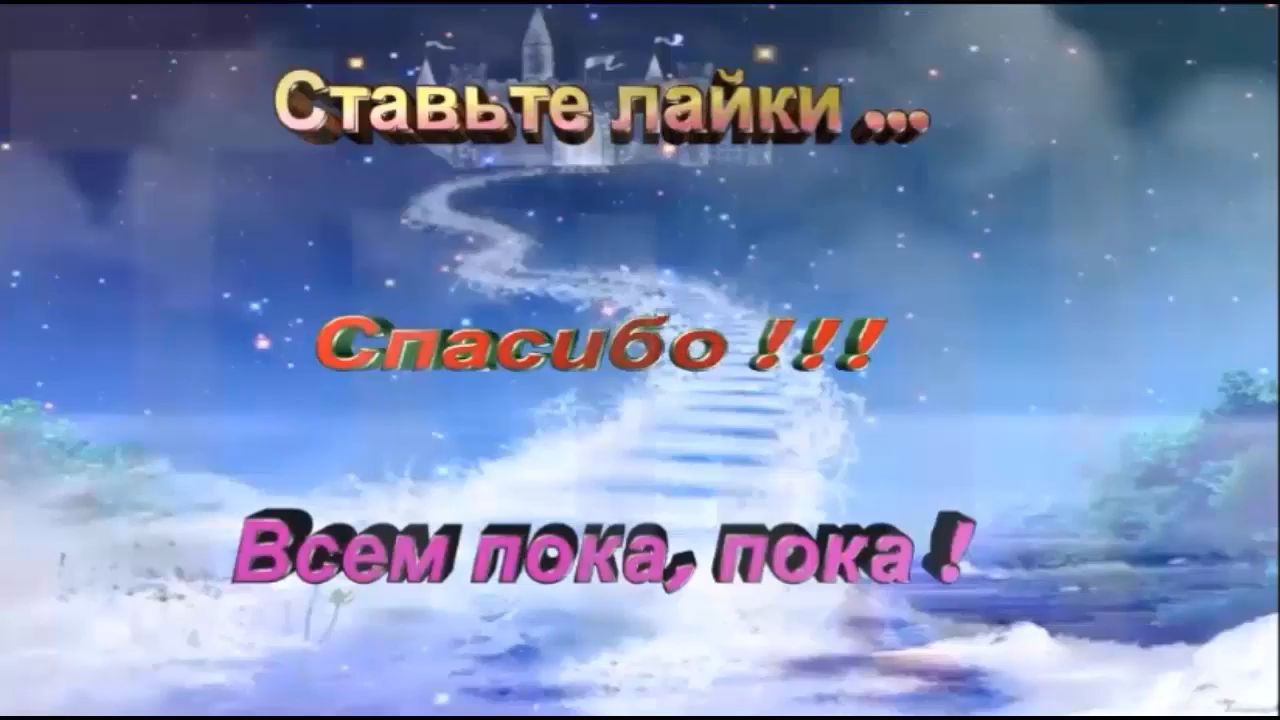 Ставьте лайки ...
Спасибо !!!
Всем пока, пока !